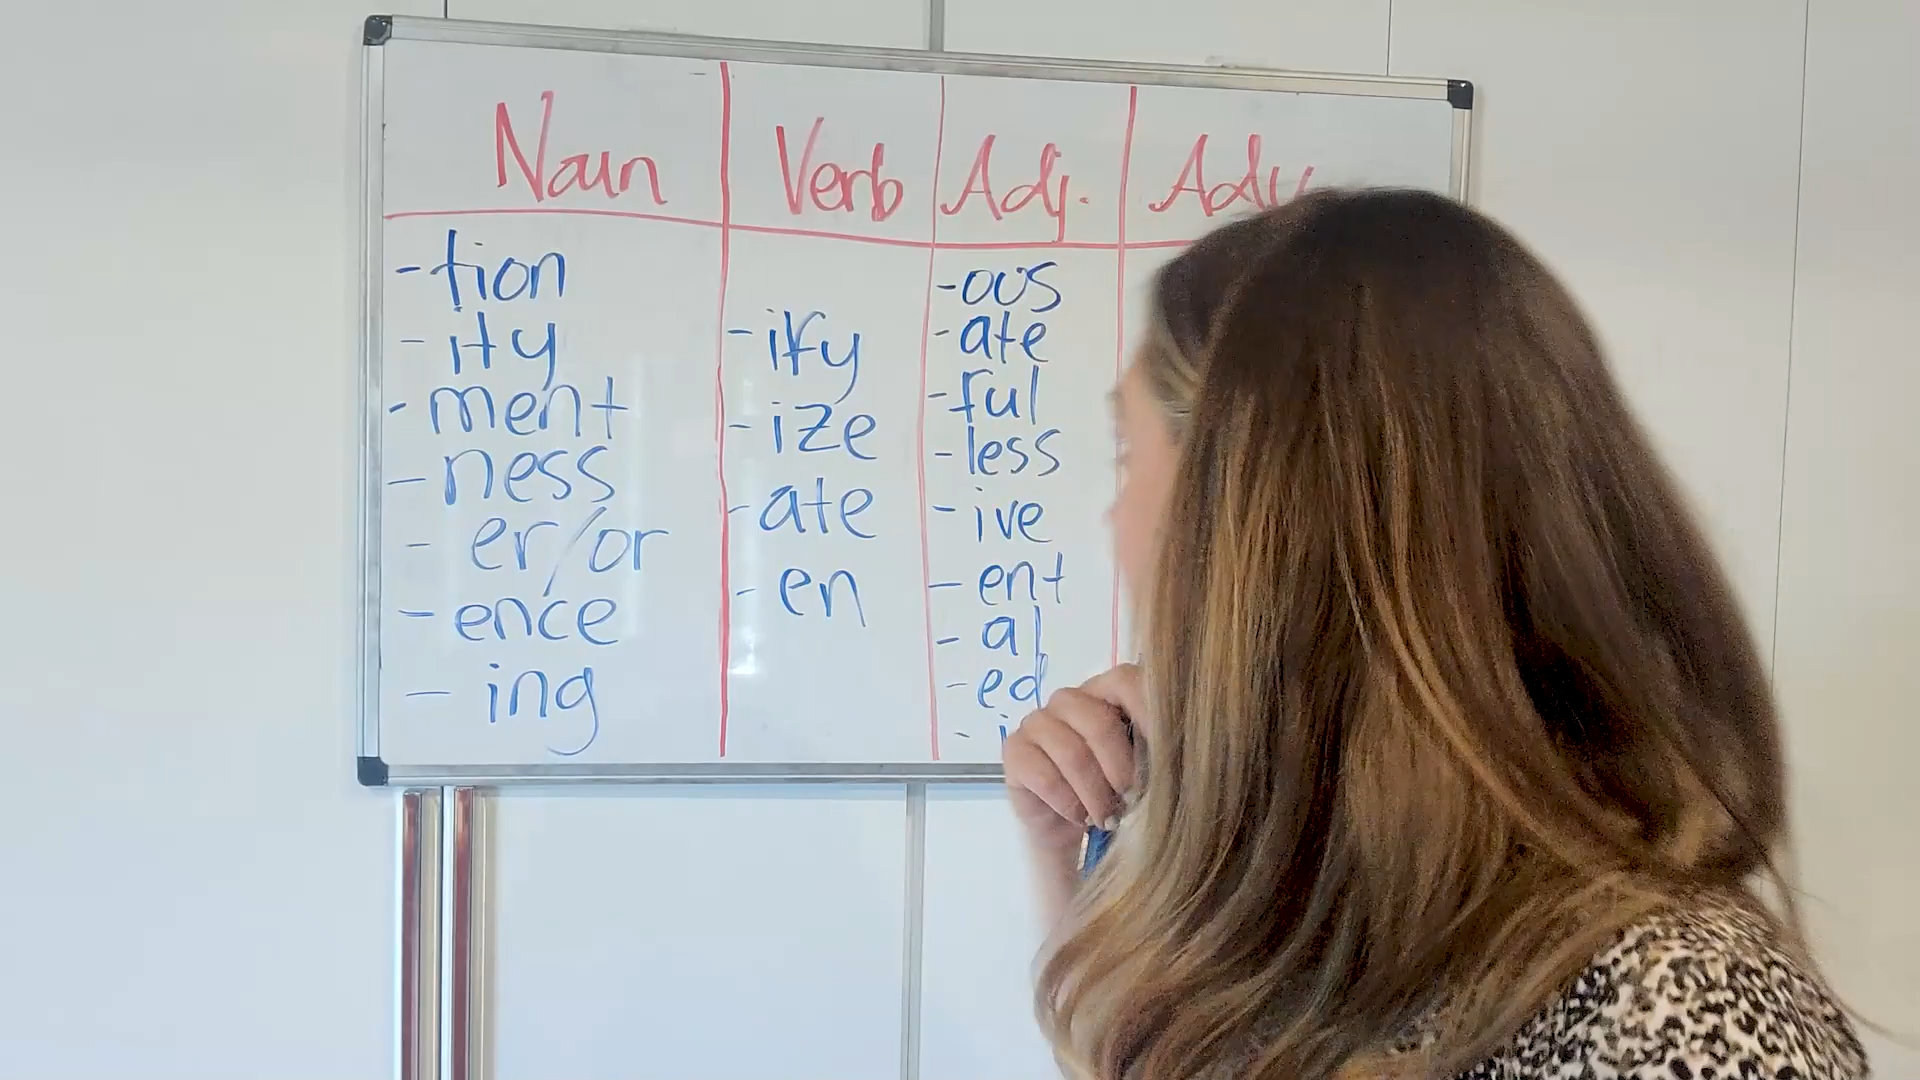 Noun
Verb
Adj.
Adv
-tion
-ity
-ment
-ness
-er/or
-ence
-ing
-ify
-ize
-ate
-en
-ous
-ate
-ful
-less
-ive
-ent
-al
-ed